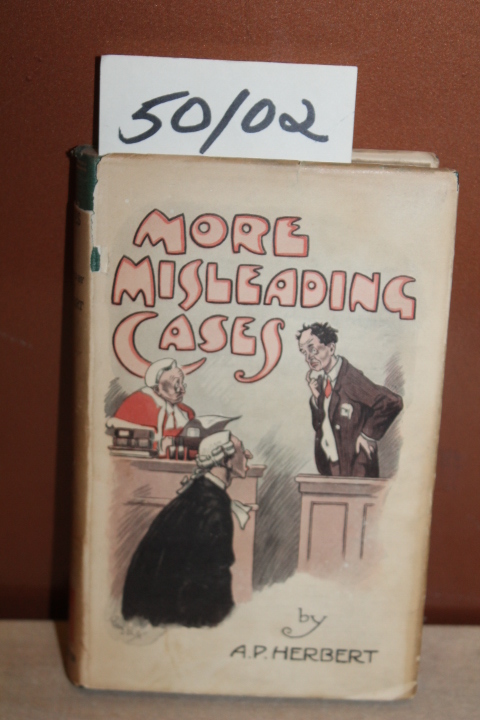 50/02
MORE
MISLEADING
CASES
by
A.P. HERBERT